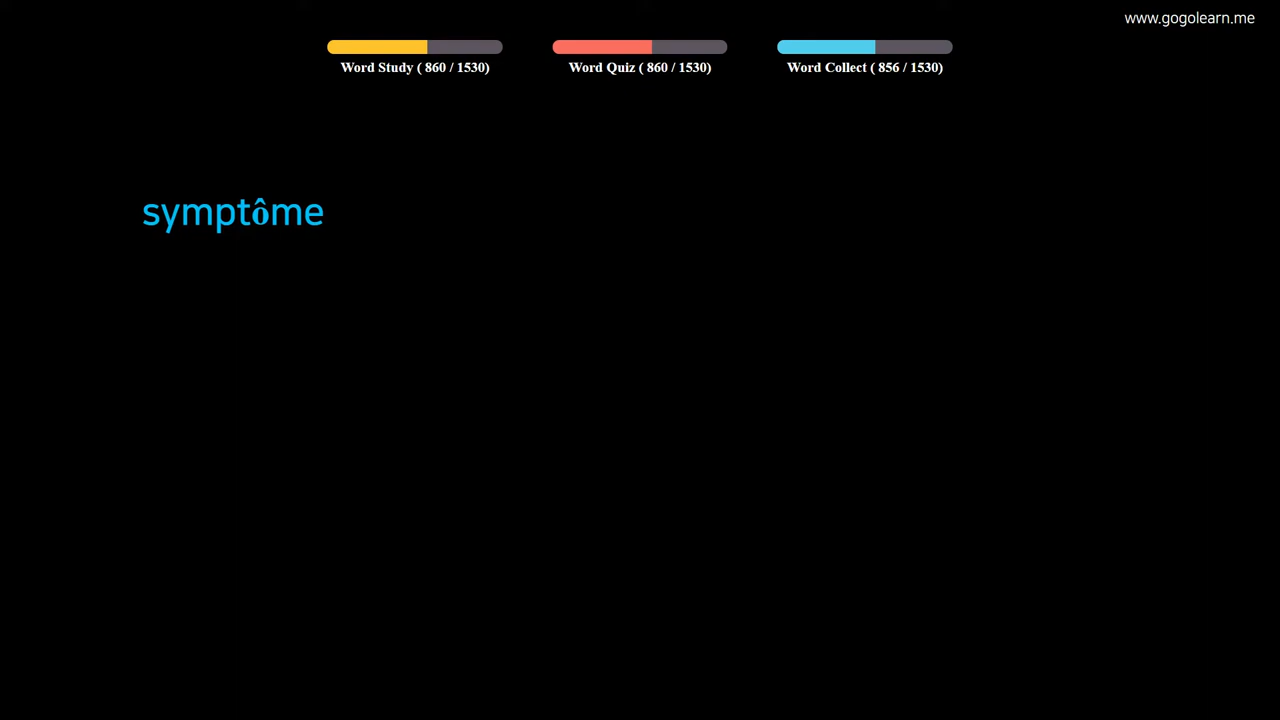 www.gogolearn.me
Word Study ( 860 / 1530)
Word Quiz ( 860 / 1530)
Word Collect ( 856 / 1530)
symptôme